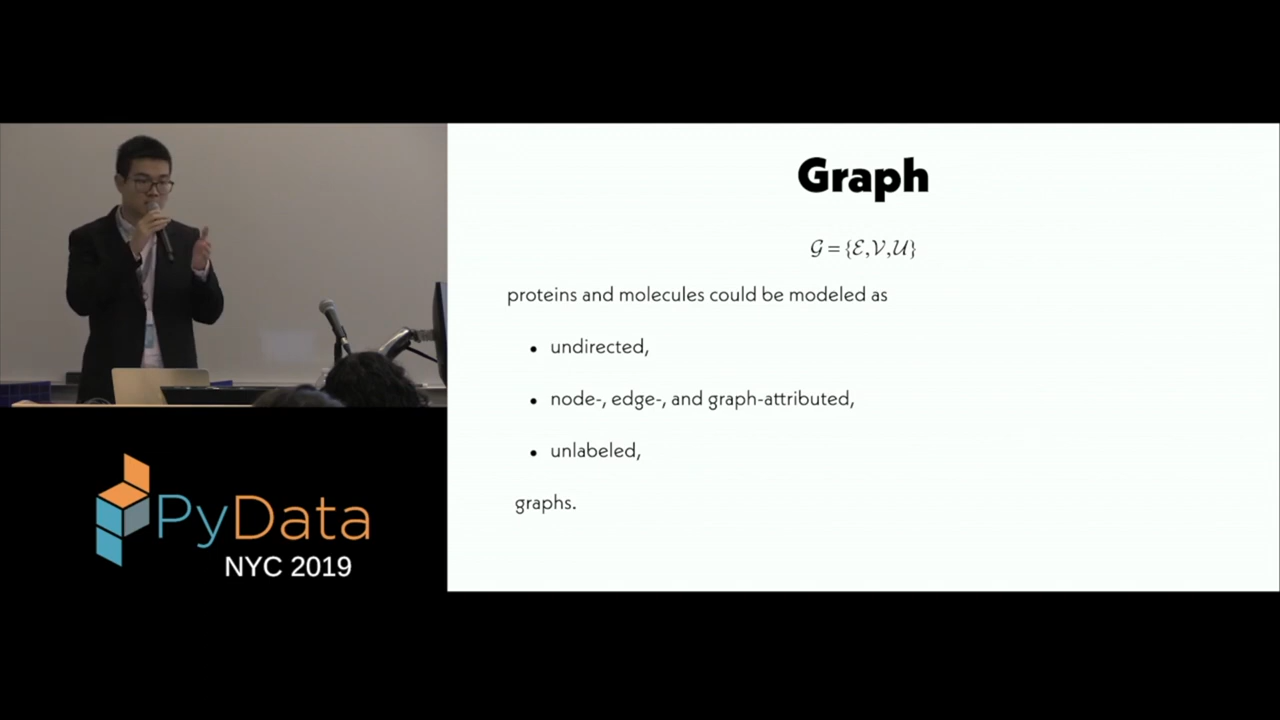 Graph
𝒢 = {ℰ,𝒱,𝒰}
proteins and molecules could be modeled as
• undirected,
• node-, edge-, and graph-attributed,
• unlabeled,
graphs.
PyData
NYC 2019